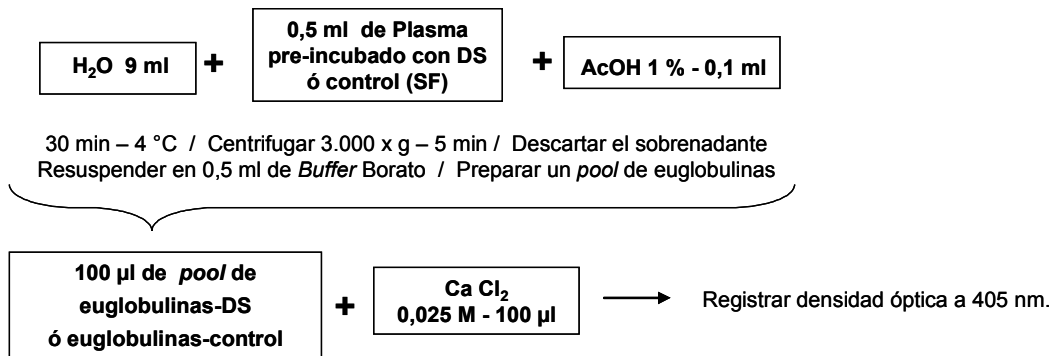 H₂O 9 ml
+
0,5 ml de Plasma
pre-incubado con DS
ó control (SF)
+
AcOH 1 % - 0,1 ml
30 min – 4 °C / Centrifugar 3.000 x g – 5 min / Descartar el sobrenadante
Resuspender en 0,5 ml de Buffer Borato / Preparar un pool de euglobulinas
100 µl de pool de
euglobulinas-DS
ó euglobulinas-control
+
Ca Cl₂
0,025 M - 100 µl
Registrar densidad óptica a 405 nm.